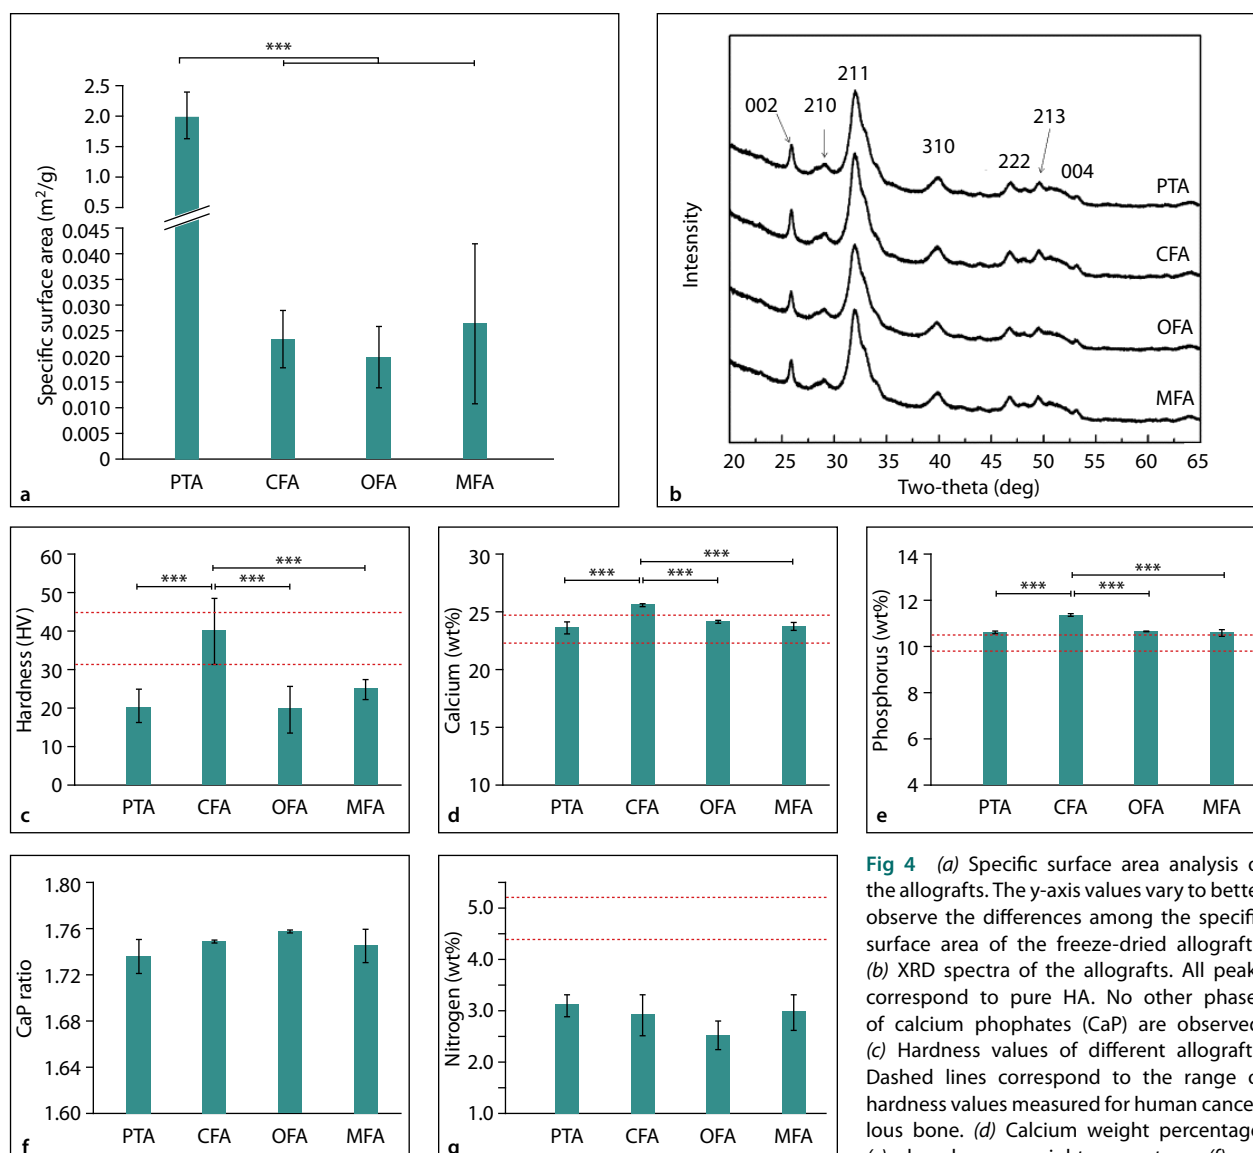 ***
2.5
2.0
1.5
1.0
0.5
0.045
0.040
0.035
0.030
0.025
0.020
0.015
0.010
0.005
0
Specific surface area (m²/g)
PTA CFA OFA MFA
a
211
002 210
213
310
222
004
PTA
CFA
OFA
MFA
Intesnsity
20 25 30 35 40 45 50 55 60 65
Two-theta (deg)
b
60
50
40
30
20
10
0
Hardness (HV)
***
*** ***
PTA CFA OFA MFA
c
30
25
20
15
10
Calcium (wt%)
***
*** ***
PTA CFA OFA MFA
d
14
12
10
8
6
4
Phosphorus (wt%)
***
*** ***
PTA CFA OFA MFA
e
1.80
1.76
1.72
1.68
1.64
1.60
CaP ratio
PTA CFA OFA MFA
f
5.0
4.0
3.0
2.0
1.0
Nitrogen (wt%)
PTA CFA OFA MFA
Fig 4 (a) Specific surface area analysis
the allografts. The y-axis values vary to
observe the differences among the
surface area of the freeze-dried
(b) XRD spectra of the allografts. All
correspond to pure HA. No other
of calcium phophates (CaP) are
(c) Hardness values of different
Dashed lines correspond to the range
hardness values measured for human
lous bone. (d) Calcium weight